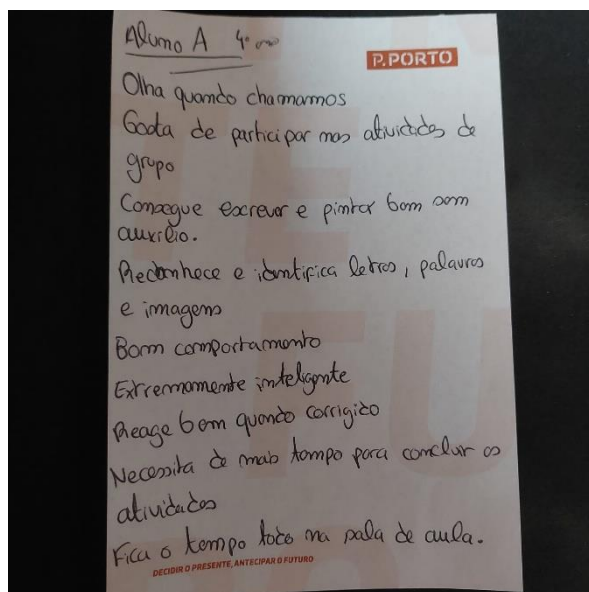 Aluno A 4º ano
P.PORTO
Olha quando chamamos
Gosta de participar nas atividades de
grupo
Consegue escrever e pintar bem sem
auxílio.
Reconhece e identifica letras, palavras
e imagens
Bom comportamento
Extremamente inteligente
Reage bem quando corrigido
Necessita de mais tempo para concluir as
atividades
Fica o tempo todo na sala de aula.
DECIDIR O PRESENTE, ANTECIPAR O FUTURO